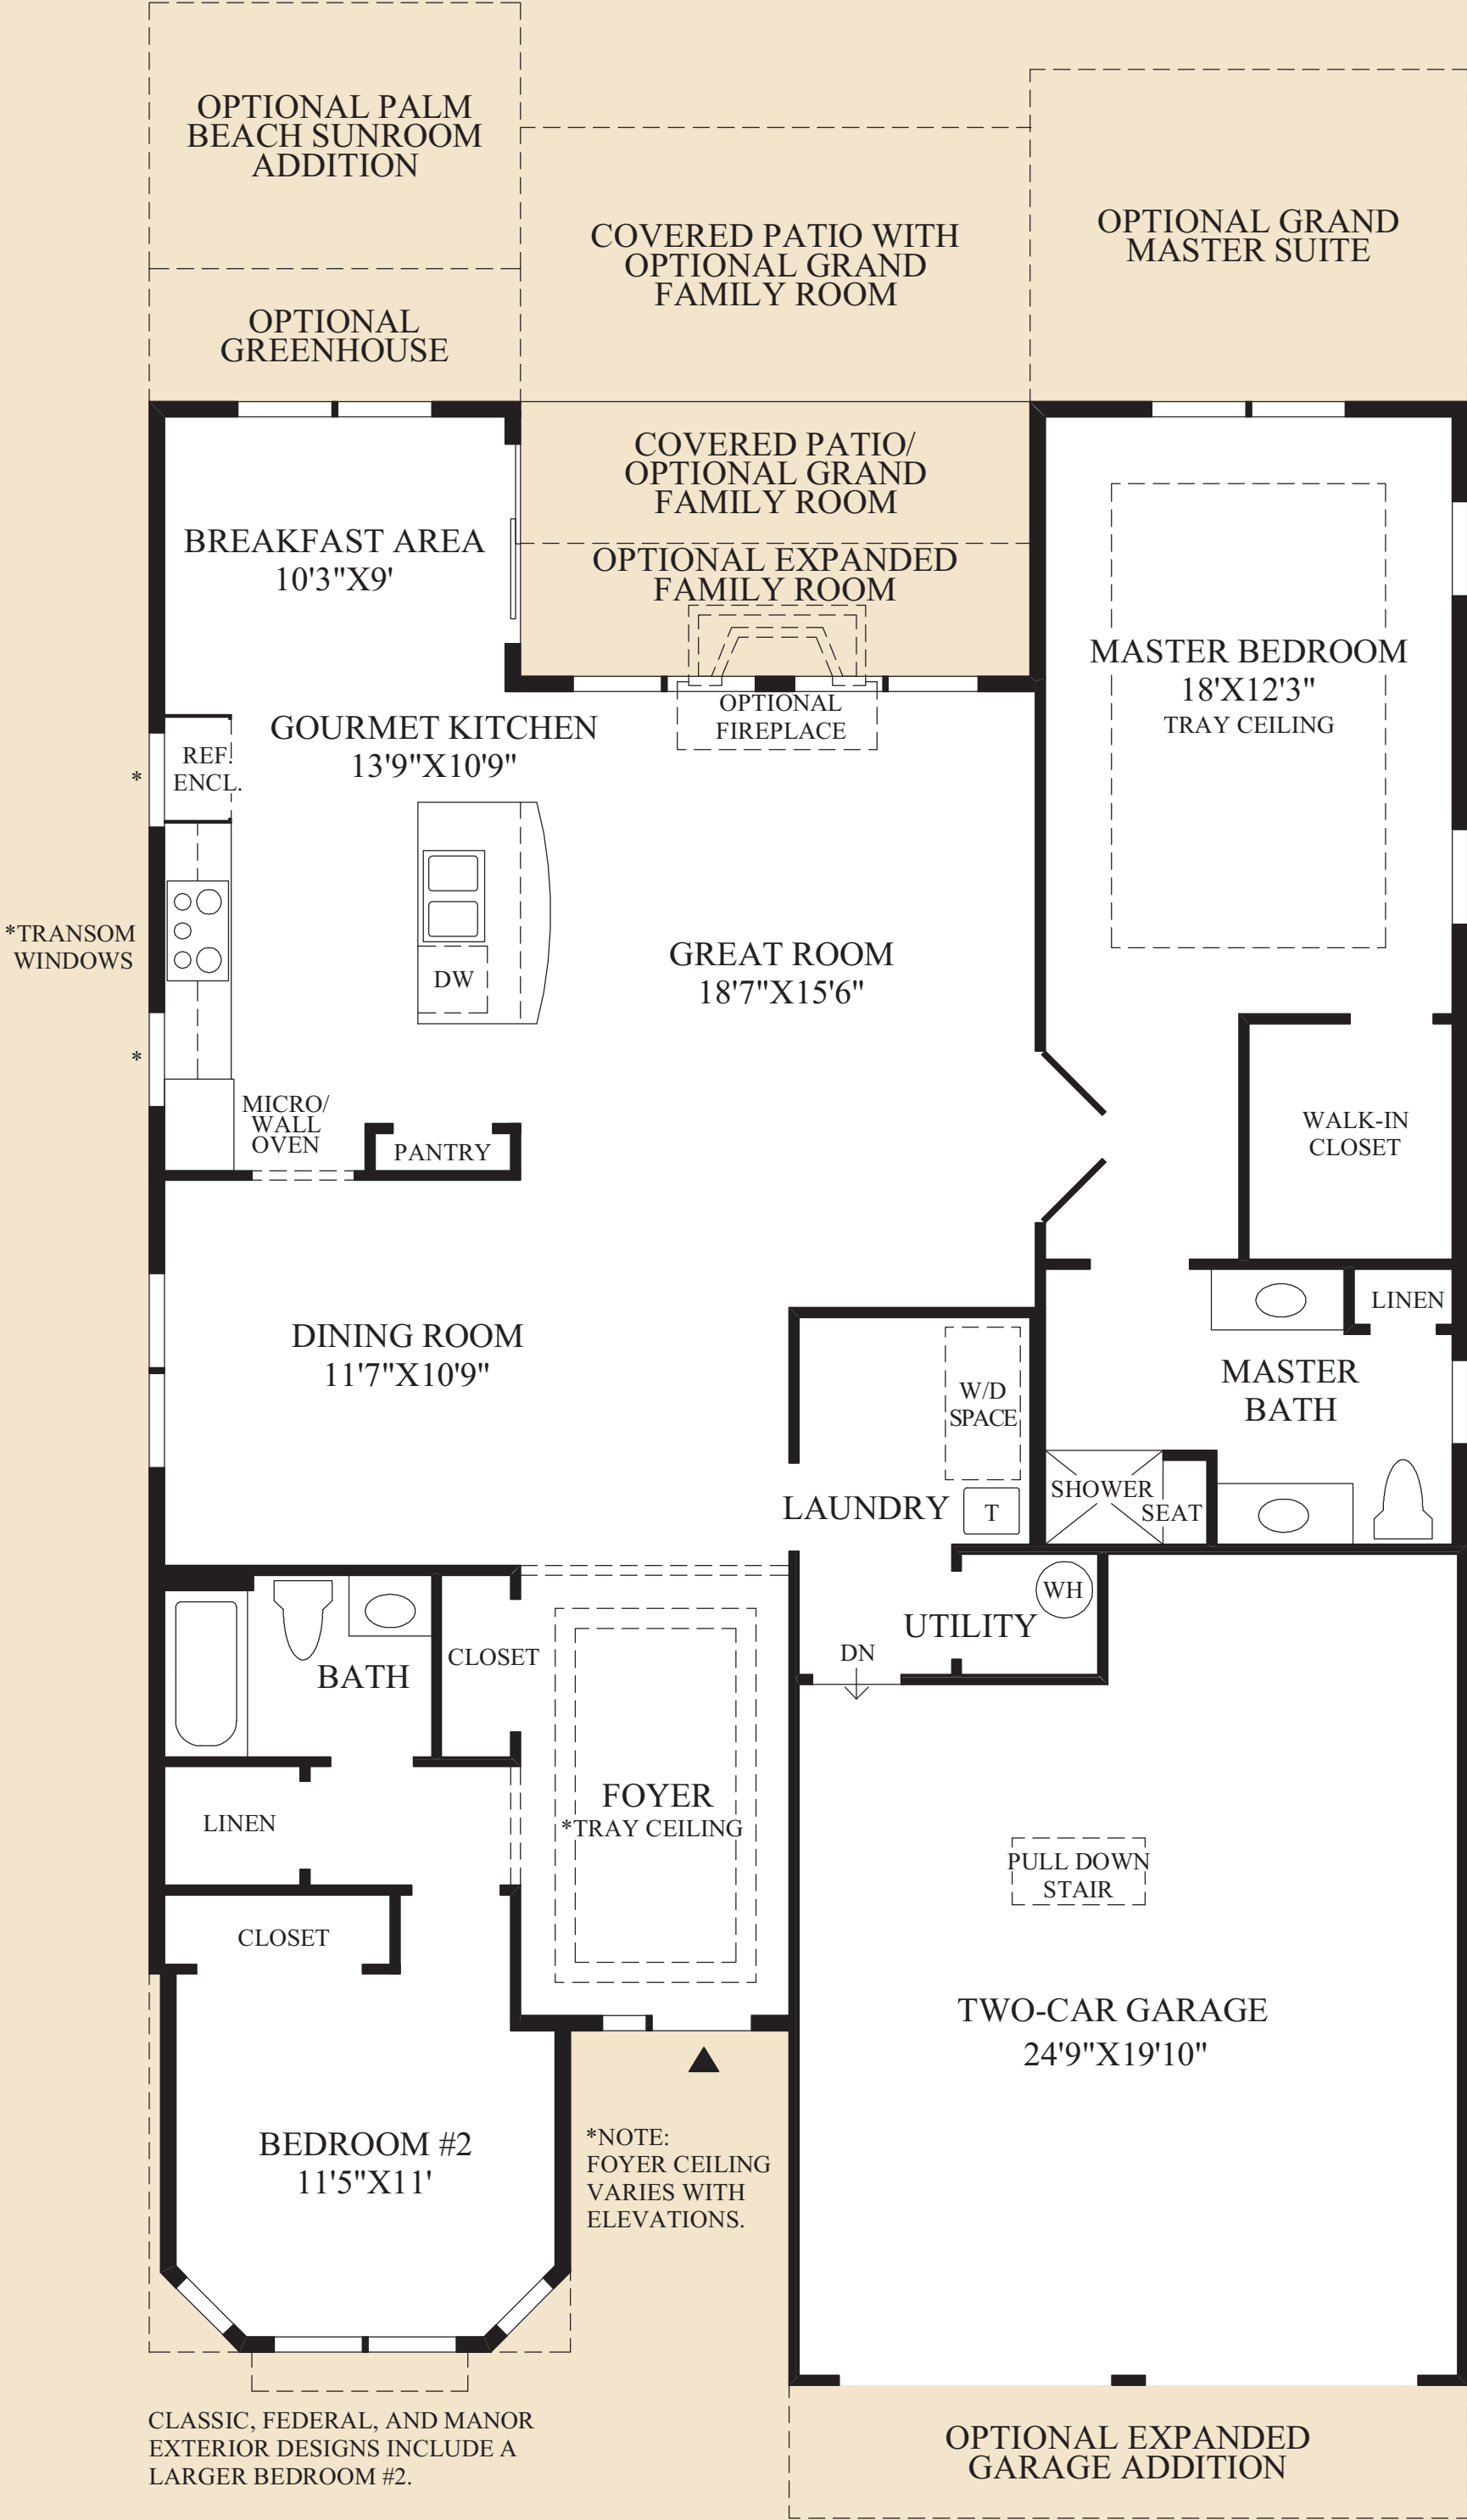 OPTIONAL PALM
BEACH SUNROOM
ADDITION
OPTIONAL GRAND
MASTER SUITE
COVERED PATIO WITH
OPTIONAL GRAND
FAMILY ROOM
OPTIONAL
GREENHOUSE
COVERED PATIO/
OPTIONAL GRAND
FAMILY ROOM
BREAKFAST AREA
10'3"X9'
OPTIONAL EXPANDED
FAMILY ROOM
MASTER BEDROOM
18'X12'3"
TRAY CEILING
OPTIONAL
FIREPLACE
GOURMET KITCHEN
13'9"X10'9"
REF.
ENCL.
*
*TRANSOM
WINDOWS
DW
GREAT ROOM
18'7"X15'6"
*
MICRO/
WALL
OVEN
PANTRY
WALK-IN
CLOSET
LINEN
DINING ROOM
11'7"X10'9"
W/D
SPACE
MASTER
BATH
LAUNDRY
T
SHOWER
SEAT
WH
UTILITY
DN
CLOSET
BATH
FOYER
*TRAY CEILING
LINEN
PULL DOWN
STAIR
CLOSET
TWO-CAR GARAGE
24'9"X19'10"
BEDROOM #2
11'5"X11'
*NOTE:
FOYER CEILING
VARIES WITH
ELEVATIONS.
CLASSIC, FEDERAL, AND MANOR
EXTERIOR DESIGNS INCLUDE A
LARGER BEDROOM #2.
OPTIONAL EXPANDED
GARAGE ADDITION